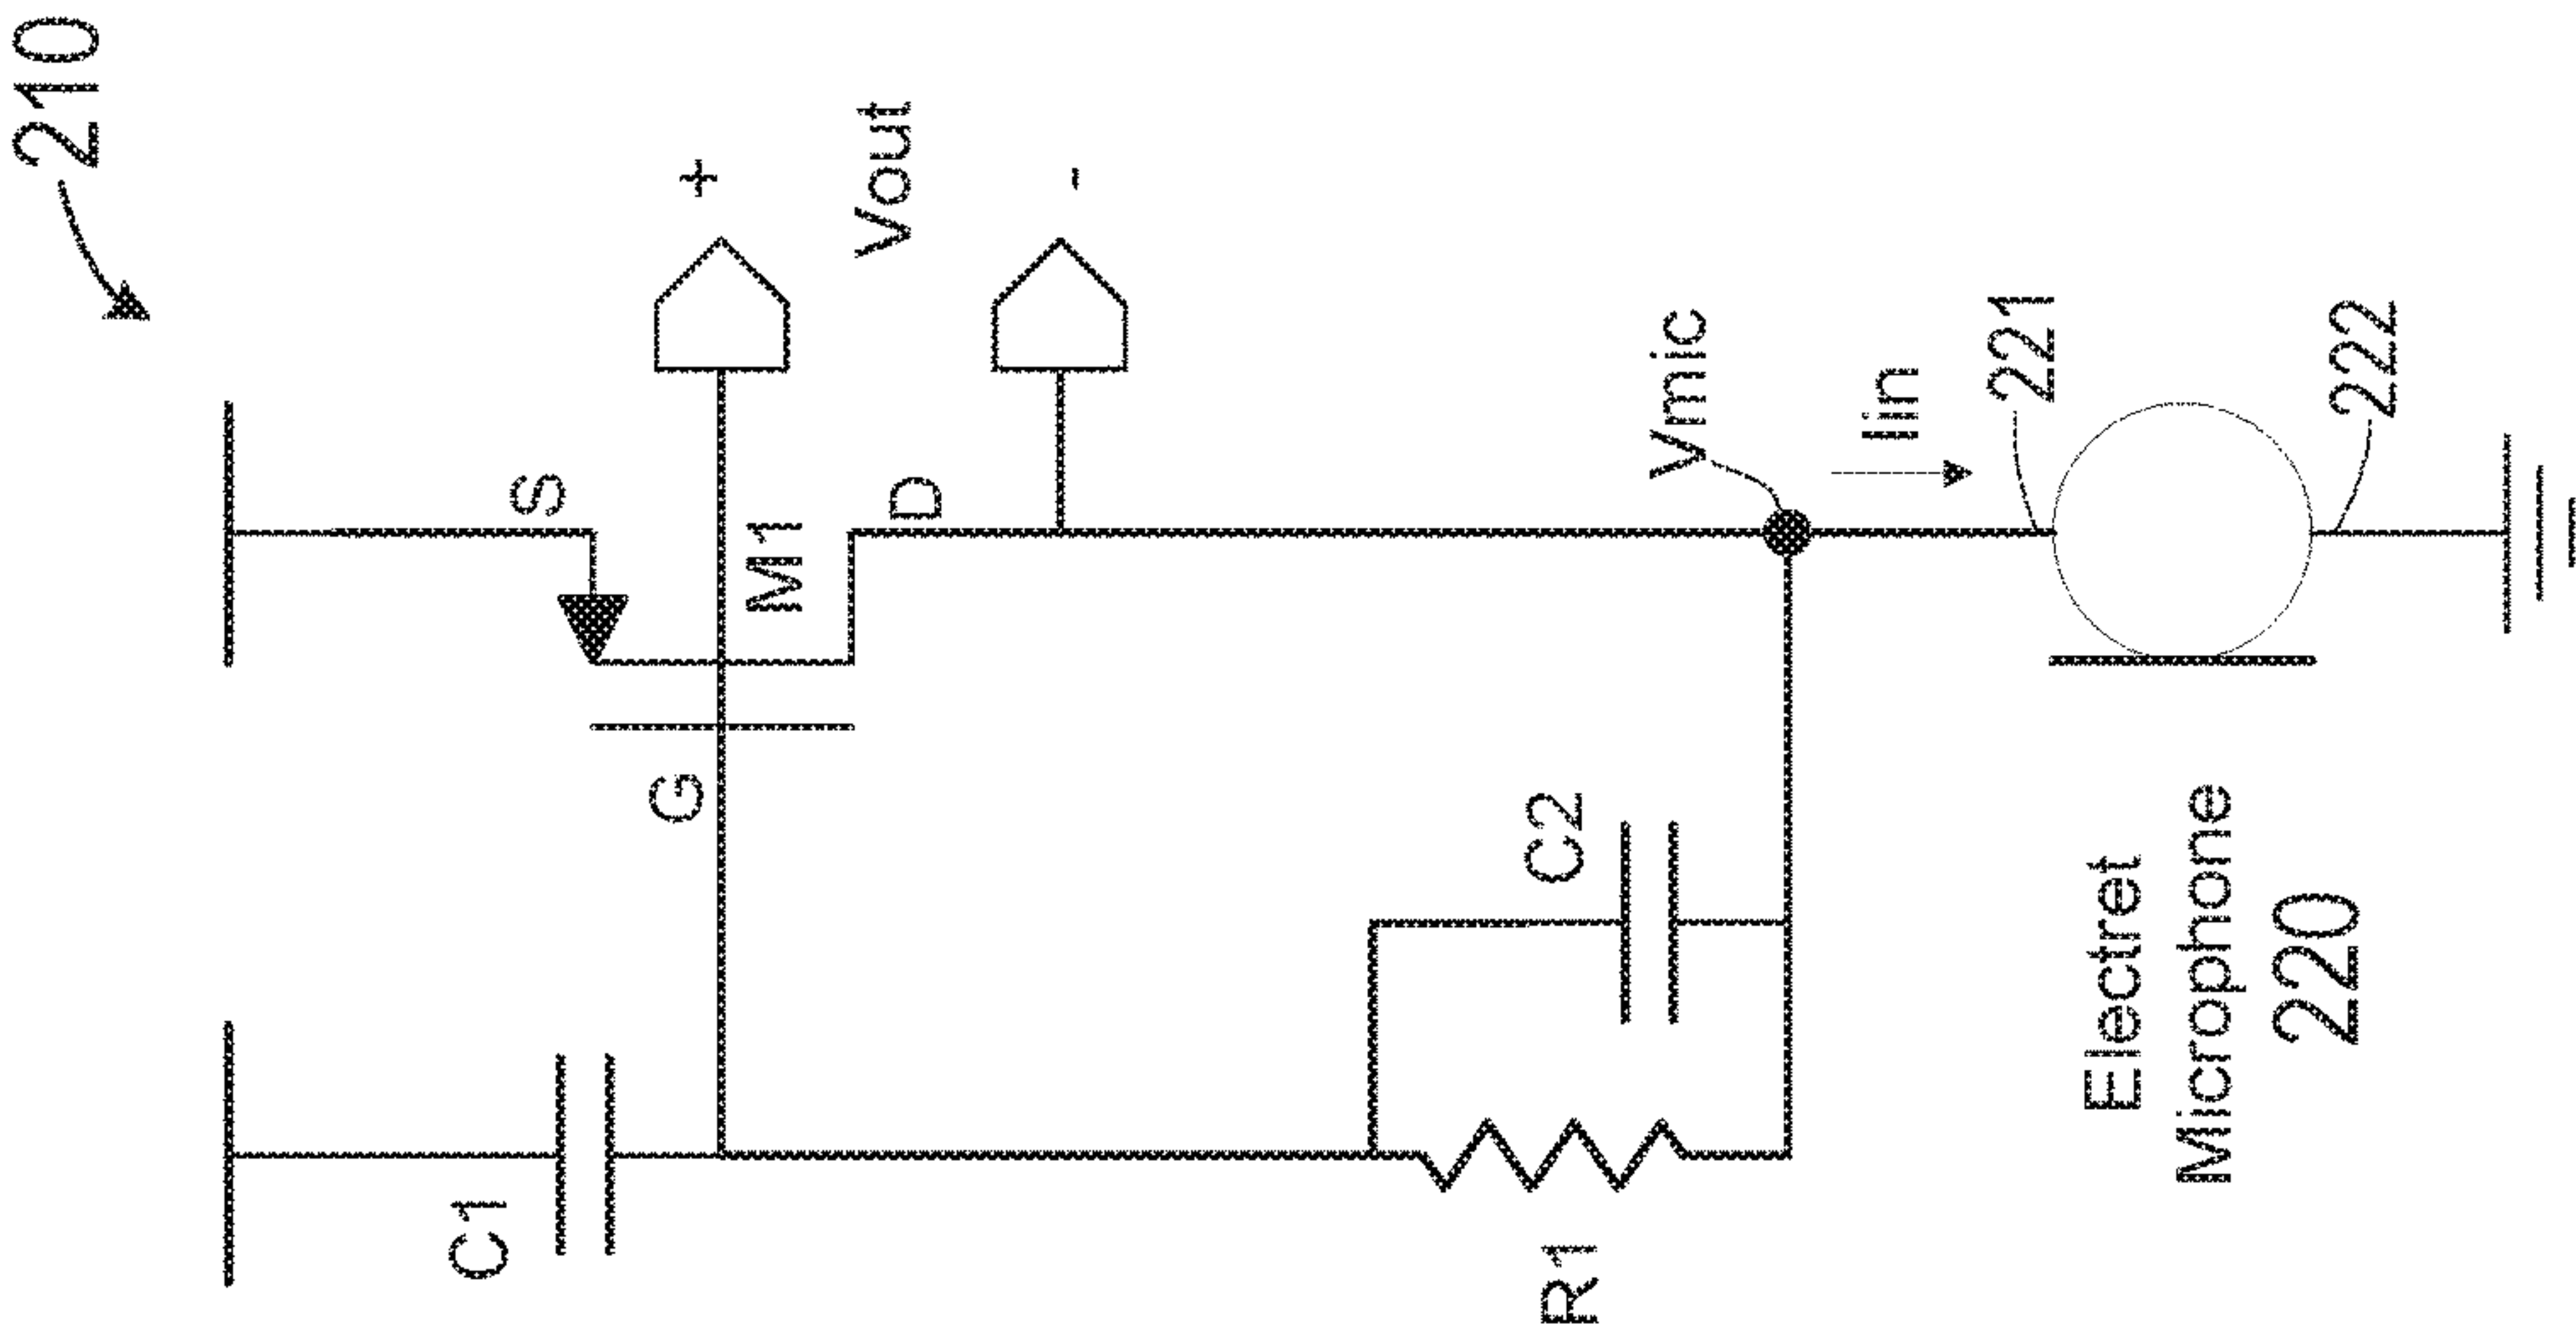 210
S
+
Vout
-
M1
D
G
C1
C2
R1
Vmic
Iin
221
222
Electret
Microphone
220